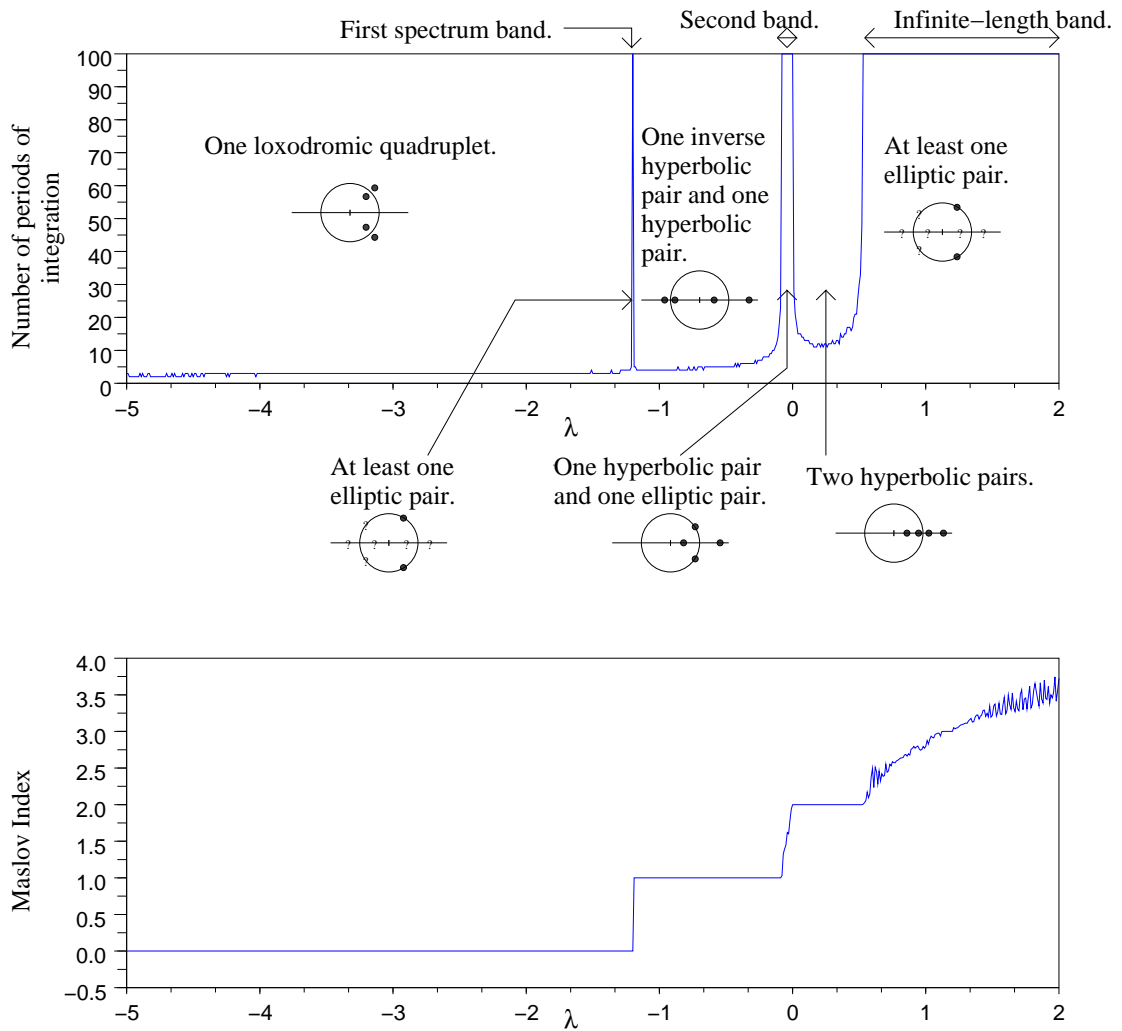 First spectrum band.
Second band.
Infinite−length band.
Number of periods of
integration
100
90
80
70
60
50
40
30
20
10
0
One loxodromic quadruplet.
One inverse
hyperbolic
pair and one
hyperbolic
pair.
At least one
elliptic pair.
? ? ? ? ? ?
−5 −4 −3 −2 −1 0 1 2
λ
At least one
elliptic pair.
? ? ? ? ? ?
One hyperbolic pair
and one elliptic pair.
Two hyperbolic pairs.
Maslov Index
4.0
3.5
3.0
2.5
2.0
1.5
1.0
0.5
0.0
−0.5
−5 −4 −3 −2 −1 0 1 2
λ